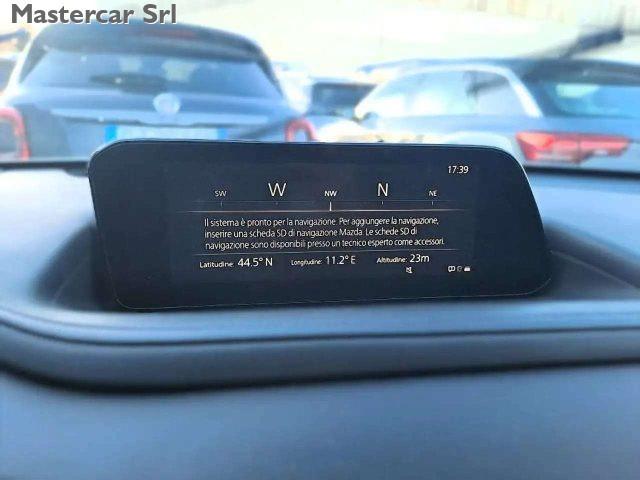 Mastercar Srl
17:39
SW W NW N NE
Il sistema è pronto per la navigazione. Per aggiungere la navigazione,
inserire una scheda SD di navigazione Mazda. Le schede SD di
navigazione sono disponibili presso un tecnico esperto come accessori.
Latitudine: 44.5° N Longitudine: 11.2° E Altitudine: 23m